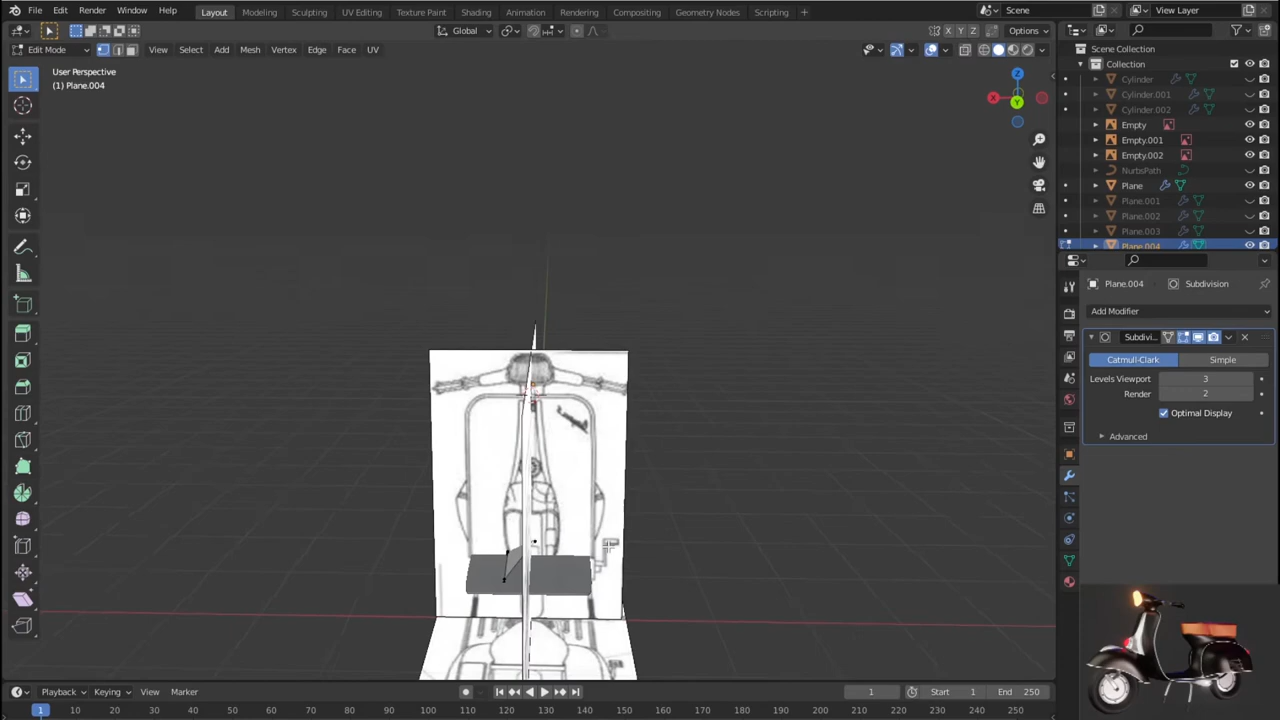 File Edit Render Window Help Layout Modeling Sculpting UV Editing Texture Paint Shading Animation Rendering Compositing Geometry Nodes Scripting + Scene View Layer
Global X Y Z Options
Edit Mode View Select Add Mesh Vertex Edge Face UV
User Perspective
(1) Plane.004
Z
X
Y
Scene Collection
Collection
Cylinder
Cylinder.001
Cylinder.002
Empty
Empty.001
Empty.002
NurbsPath
Plane
Plane.001
Plane.002
Plane.003
Plane.004
Plane.004 Subdivision
Add Modifier
Subdivi...
Catmull-Clark Simple
Levels Viewport 3
Render 2
Optimal Display
Advanced
Playback Keying View Marker 1 Start 1 End 250
1 10 20 30 40 50 60 70 80 90 100 110 120 130 140 150 160 170 180 190 200 210 220 230 240 250